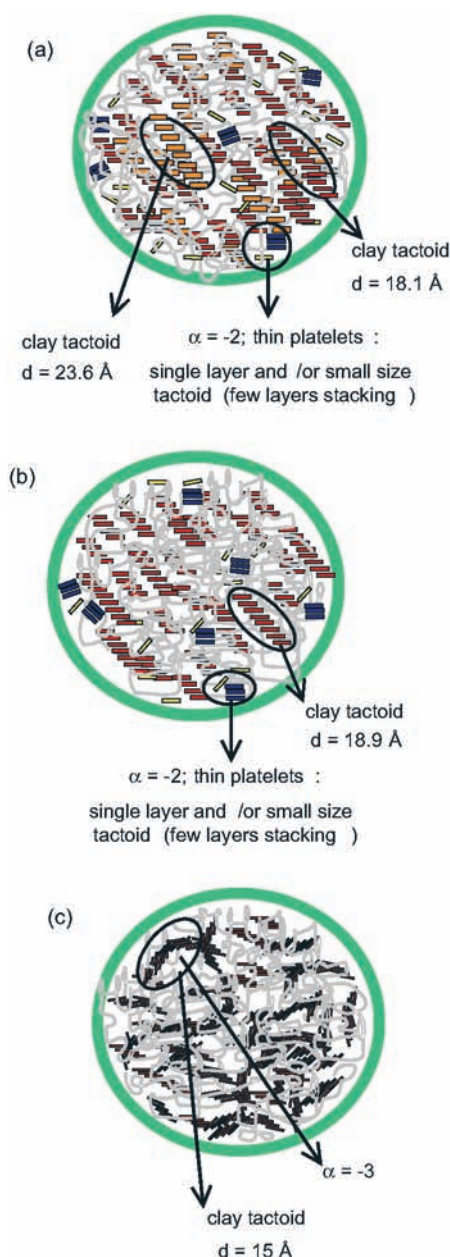 (a)
clay tactoid
d = 18.1 Å
clay tactoid
d = 23.6 Å
α = -2; thin platelets :
single layer and /or small size
tactoid (few layers stacking )
(b)
clay tactoid
d = 18.9 Å
α = -2; thin platelets :
single layer and /or small size
tactoid (few layers stacking )
(c)
α = -3
clay tactoid
d = 15 Å